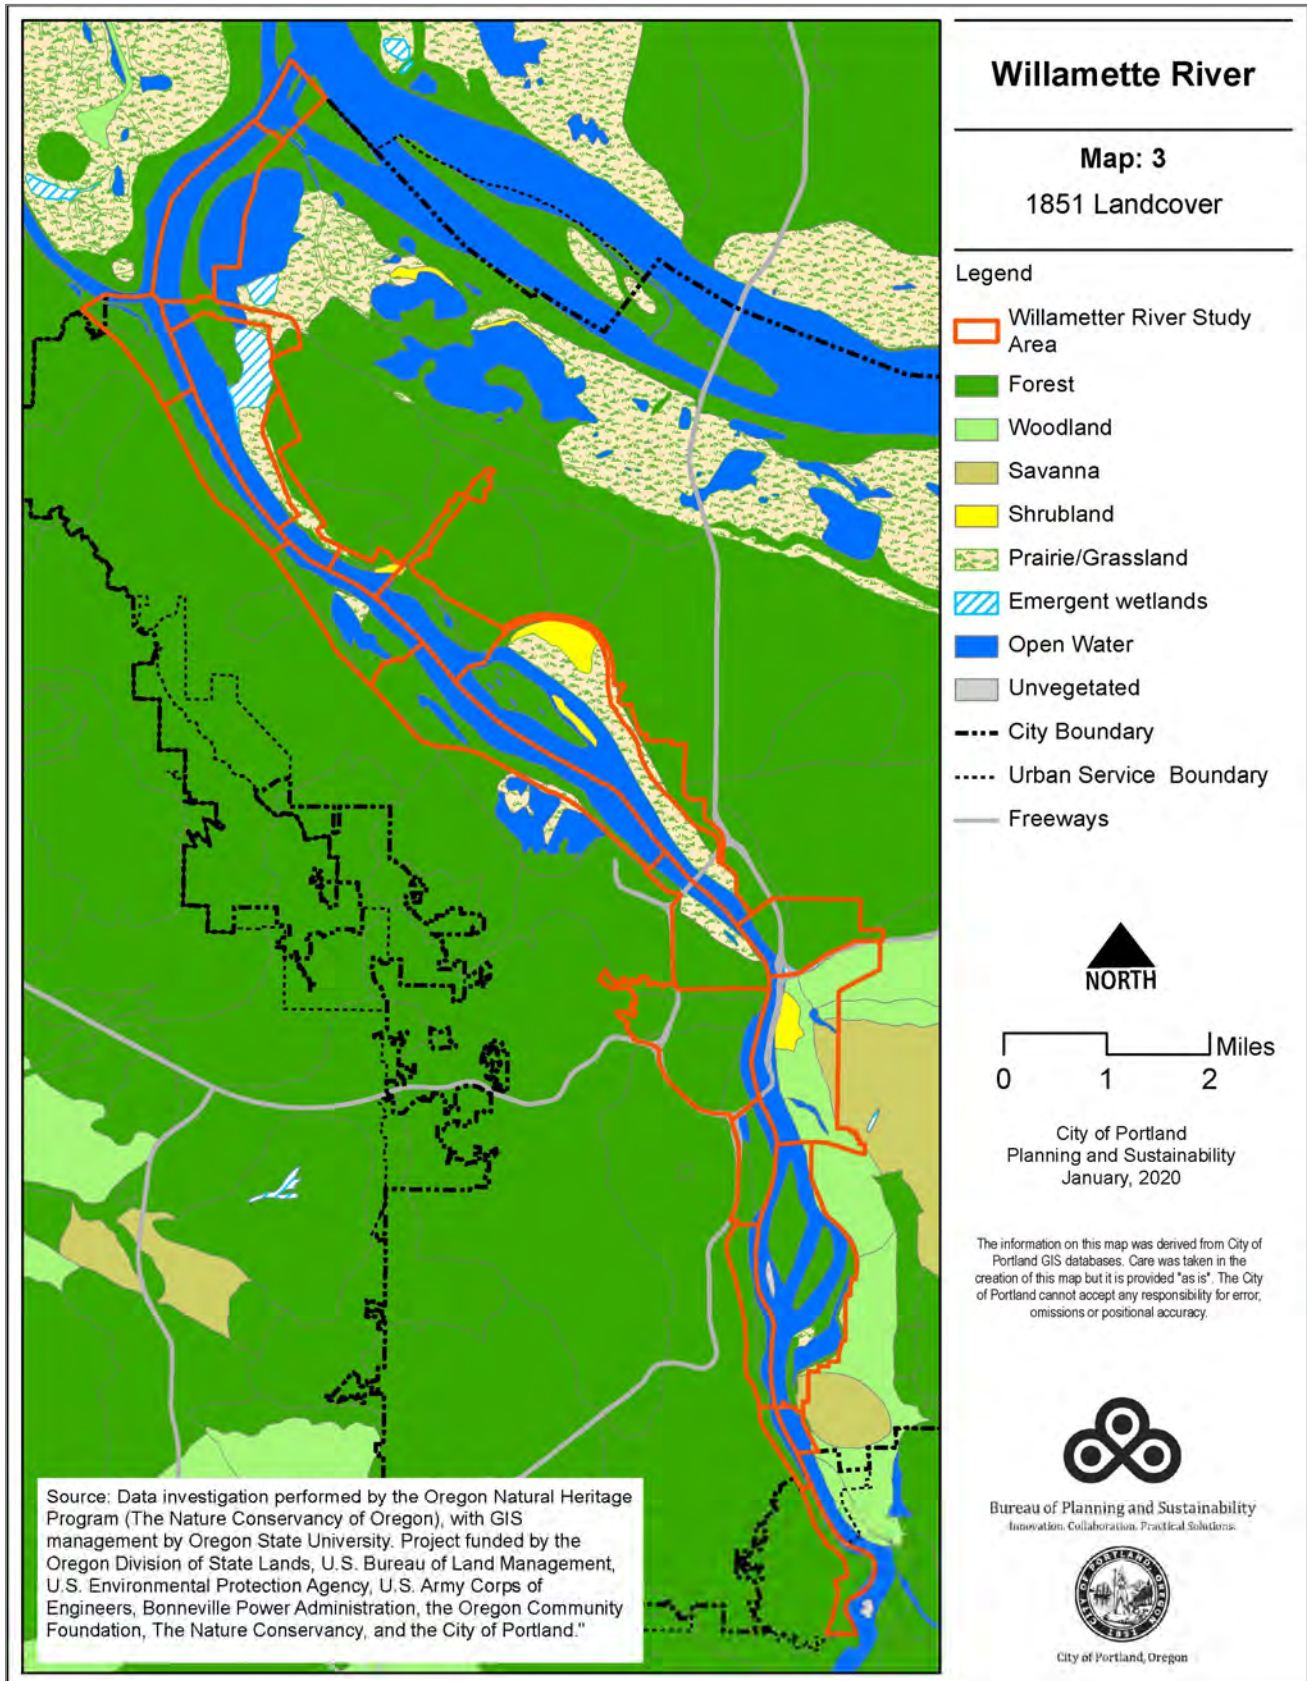 Willamette River
Map: 3
1851 Landcover
Legend
Willametter River Study
Area
Forest
Woodland
Savanna
Shrubland
Prairie/Grassland
Emergent wetlands
Open Water
Unvegetated
City Boundary
Urban Service Boundary
Freeways
NORTH
Miles
0 1 2
City of Portland
Planning and Sustainability
January, 2020
The information on this map was derived from City of
Portland GIS databases. Care was taken in the
creation of this map but it is provided "as is". The City
of Portland cannot accept any responsibility for error,
omissions or positional accuracy.
Bureau of Planning and Sustainability
Innovation. Collaboration. Practical Solutions.
CITY OF PORTLAND, OREGON
1851
City of Portland, Oregon
Source: Data investigation performed by the Oregon Natural Heritage
Program (The Nature Conservancy of Oregon), with GIS
management by Oregon State University. Project funded by the
Oregon Division of State Lands, U.S. Bureau of Land Management,
U.S. Environmental Protection Agency, U.S. Army Corps of
Engineers, Bonneville Power Administration, the Oregon Community
Foundation, The Nature Conservancy, and the City of Portland."